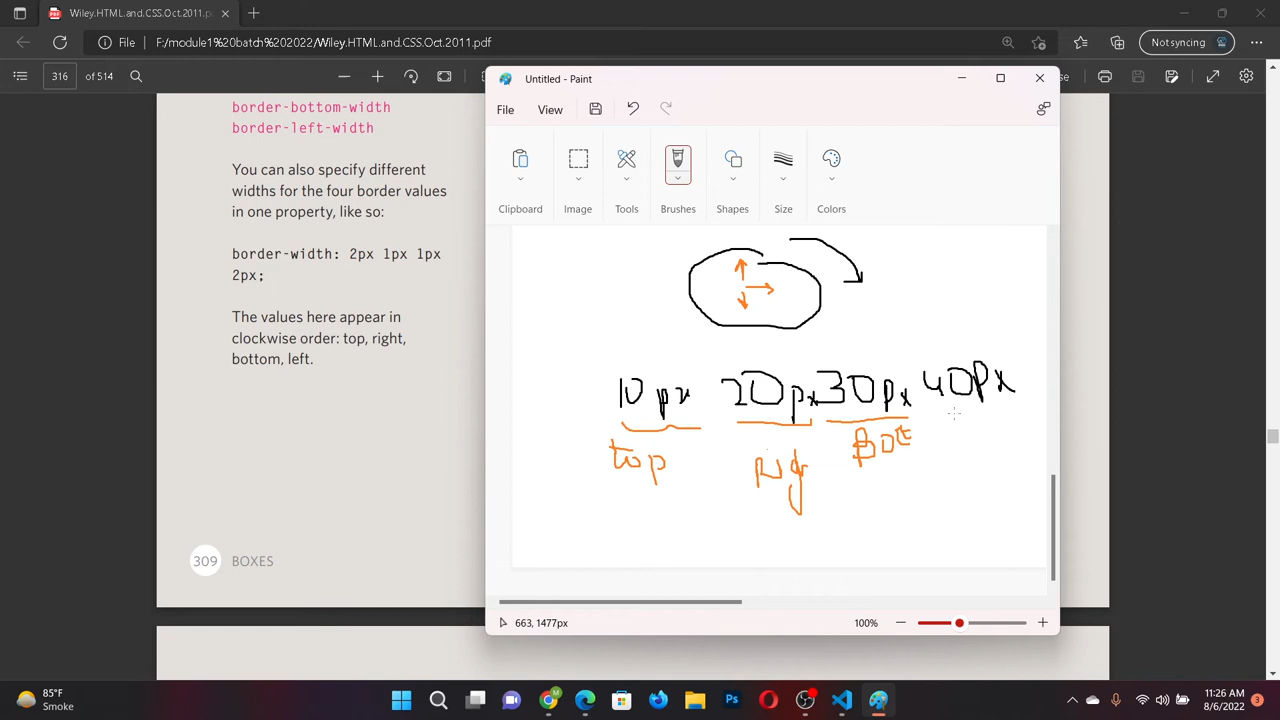 Wiley.HTML.and.CSS.Oct.2011.pdf
File
F:/module1%20batch%202022/Wiley.HTML.and.CSS.Oct.2011.pdf
Not syncing
316 of 514
border-bottom-width
border-left-width
You can also specify different
widths for the four border values
in one property, like so:
border-width: 2px 1px 1px
2px;
The values here appear in
clockwise order: top, right,
bottom, left.
309 BOXES
Untitled - Paint
File View
Clipboard Image Tools Brushes Shapes Size Colors
10px 20px 30px 40Px
top Rig Bot
663, 1477px
100%
85°F
Smoke
11:26 AM
8/6/2022
3